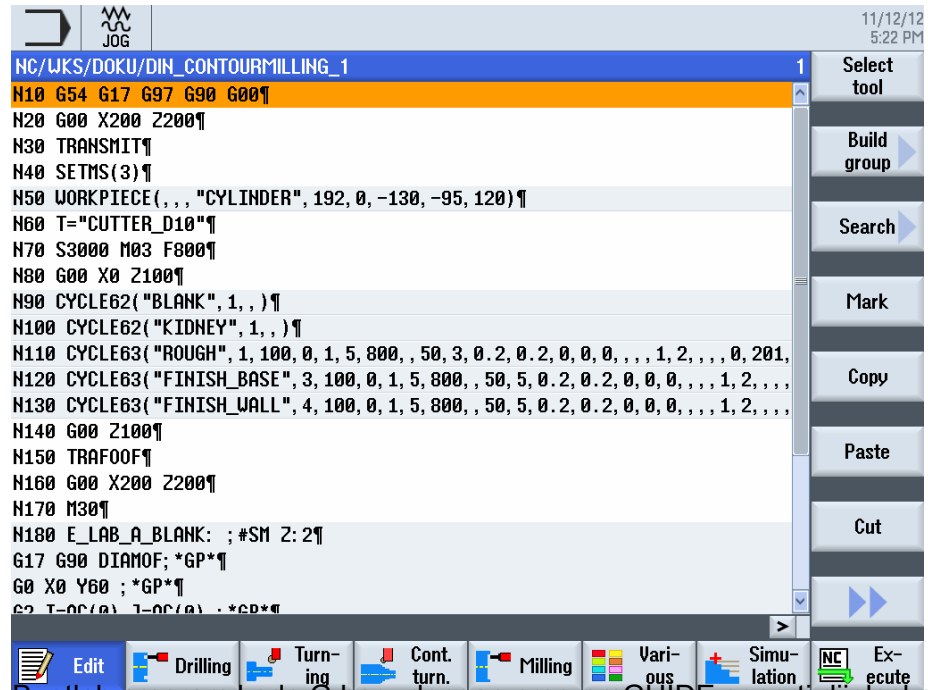 JOG
11/12/12
5:22 PM
NC/WKS/DOKU/DIN_CONTOURMILLING_1 1
N10 G54 G17 G97 G90 G00¶
N20 G00 X200 Z200¶
N30 TRANSMIT¶
N40 SETMS(3)¶
N50 WORKPIECE(,,,"CYLINDER",192,0,-130,-95,120)¶
N60 T="CUTTER_D10"¶
N70 S3000 M03 F800¶
N80 G00 X0 Z100¶
N90 CYCLE62("BLANK",1,,)¶
N100 CYCLE62("KIDNEY",1,,)¶
N110 CYCLE63("ROUGH",1,100,0,1,5,800,,50,3,0.2,0.2,0,0,0,,,,1,2,,,,0,201,
N120 CYCLE63("FINISH_BASE",3,100,0,1,5,800,,50,5,0.2,0.2,0,0,0,,,,1,2,,,,
N130 CYCLE63("FINISH_WALL",4,100,0,1,5,800,,50,5,0.2,0.2,0,0,0,,,,1,2,,,,
N140 G00 Z100¶
N150 TRAFOOF¶
N160 G00 X200 Z200¶
N170 M30¶
N180 E_LAB_A_BLANK: ;#SM Z:2¶
G17 G90 DIAMOF;*GP*¶
G0 X0 Y60 ;*GP*¶
G2 I=AC(0) J=AC(0) ;*GP*¶
Select
tool
Build
group
Search
Mark
Copy
Paste
Cut
Edit
Drilling
Turn-
ing
Cont.
turn.
Milling
Vari-
ous
Simu-
lation
NC
Ex-
ecute